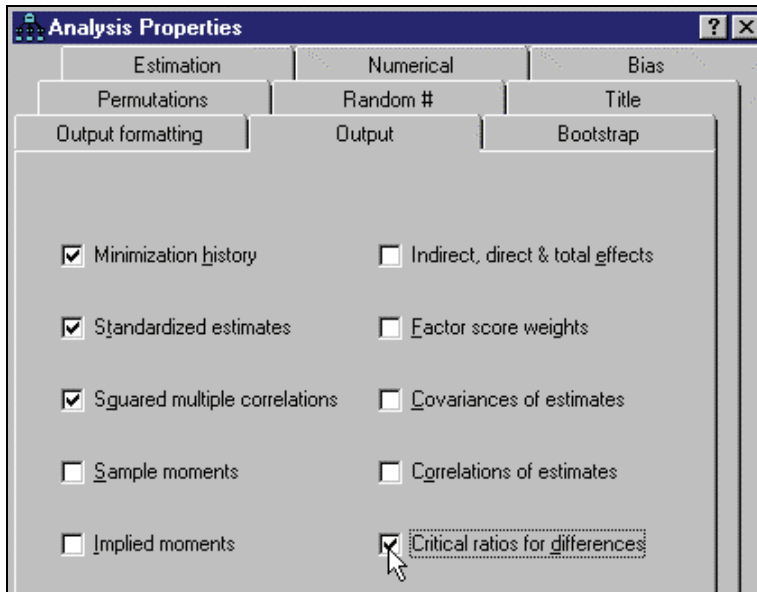 Analysis Properties
Estimation
Numerical
Bias
Permutations
Random #
Title
Output formatting
Output
Bootstrap
Minimization history
Indirect, direct & total effects
Standardized estimates
Factor score weights
Squared multiple correlations
Covariances of estimates
Sample moments
Correlations of estimates
Implied moments
Critical ratios for differences